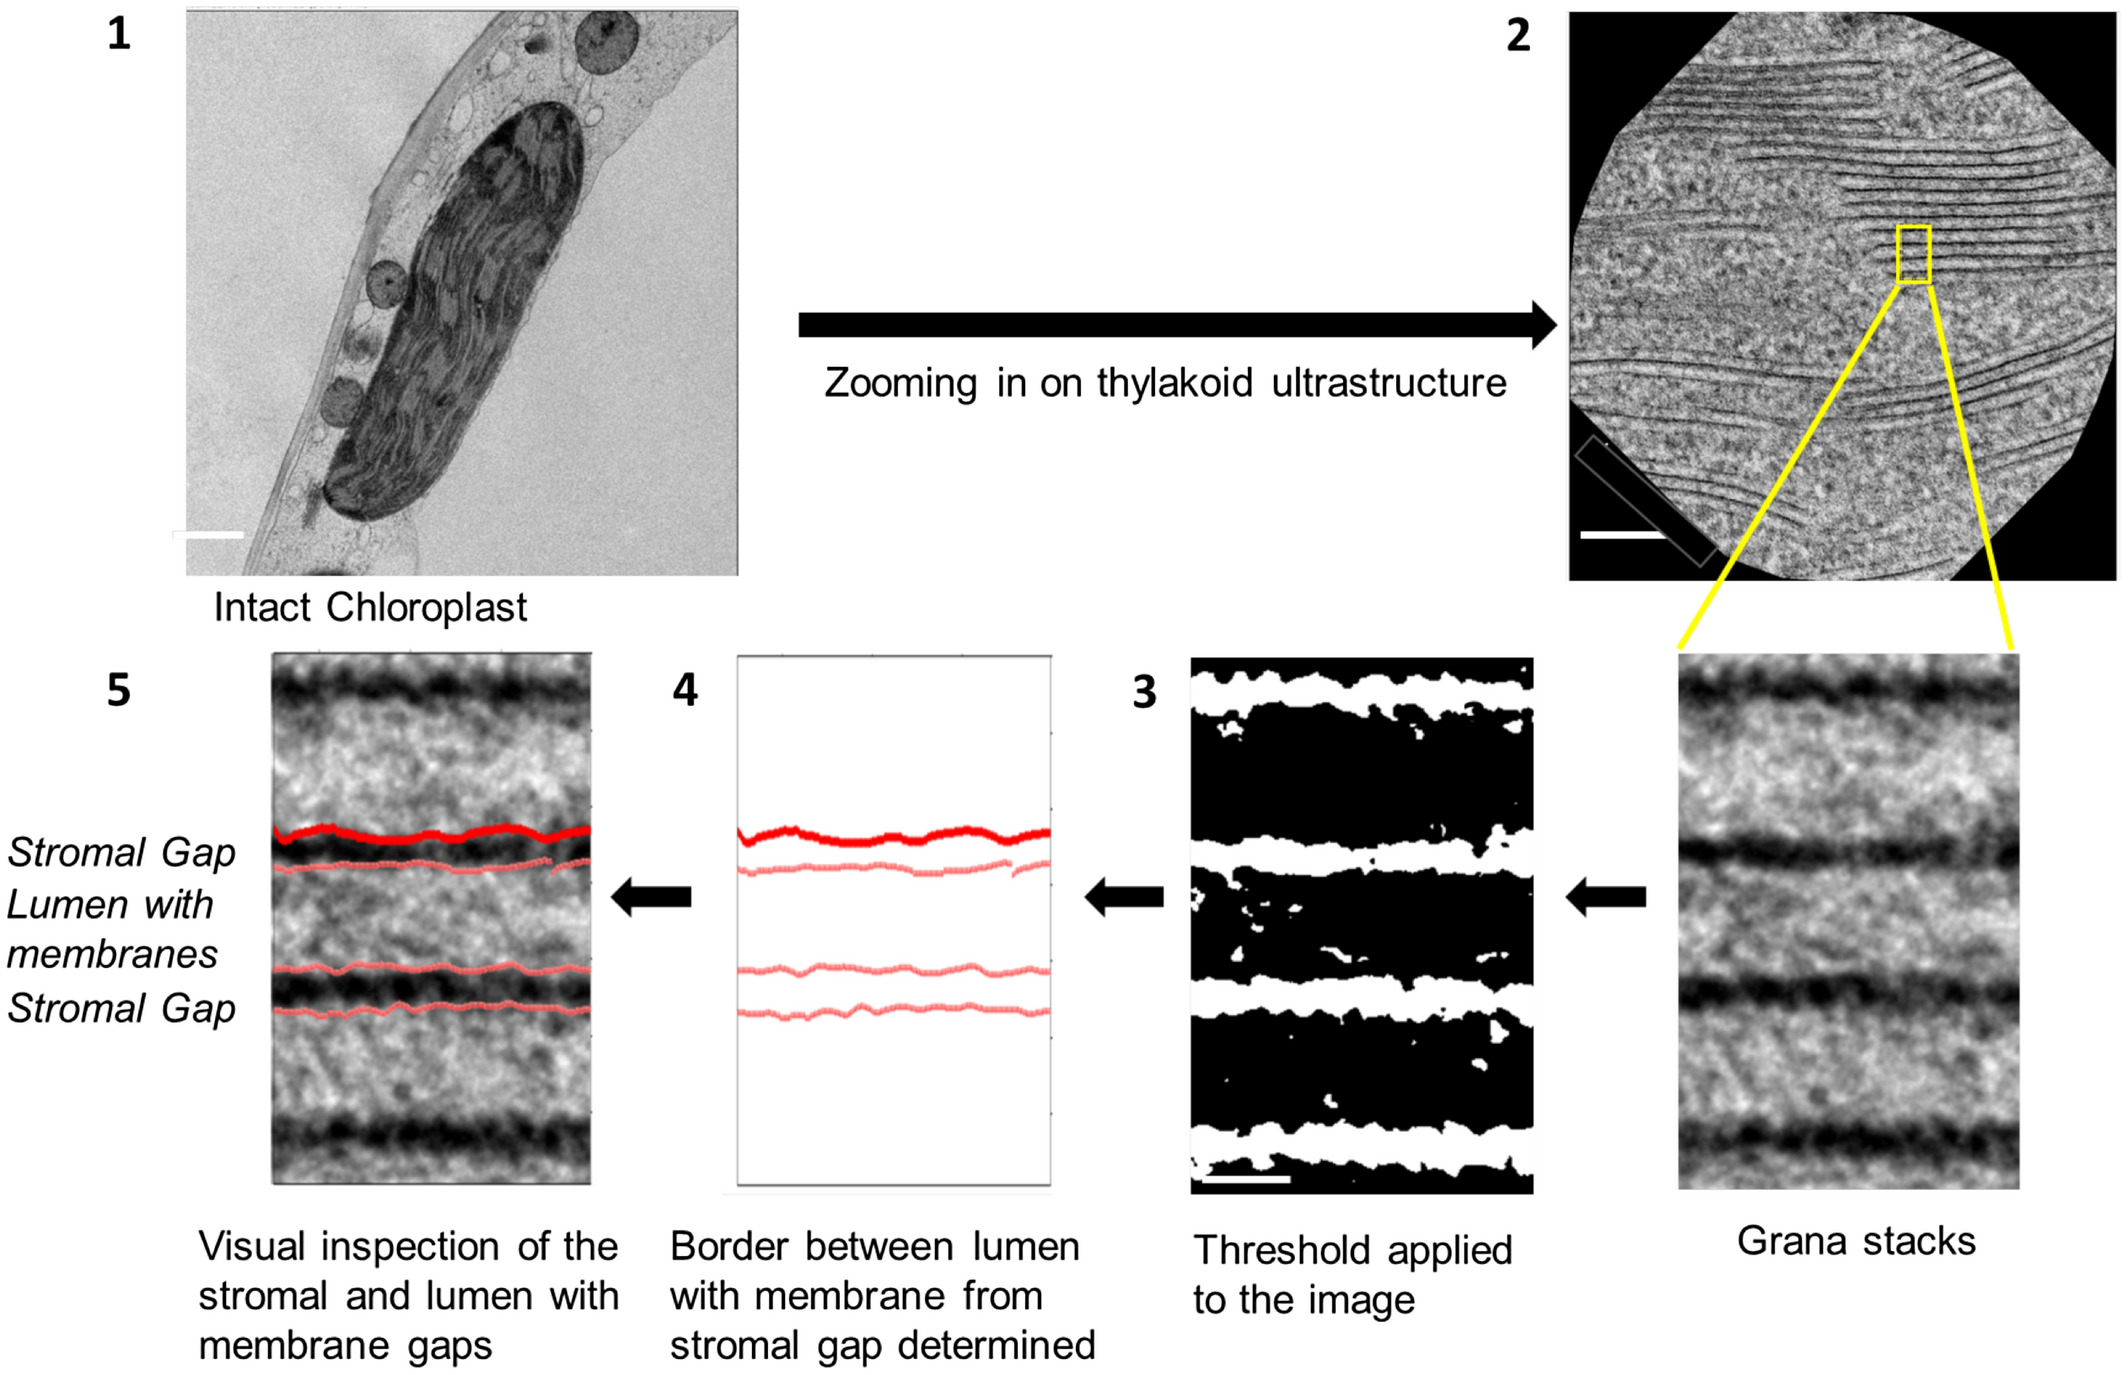 1
2
Zooming in on thylakoid ultrastructure
Intact Chloroplast
5
4
3
Stromal Gap
Lumen with
membranes
Stromal Gap
Visual inspection of the
stromal and lumen with
membrane gaps
Border between lumen
with membrane from
stromal gap determined
Threshold applied
to the image
Grana stacks